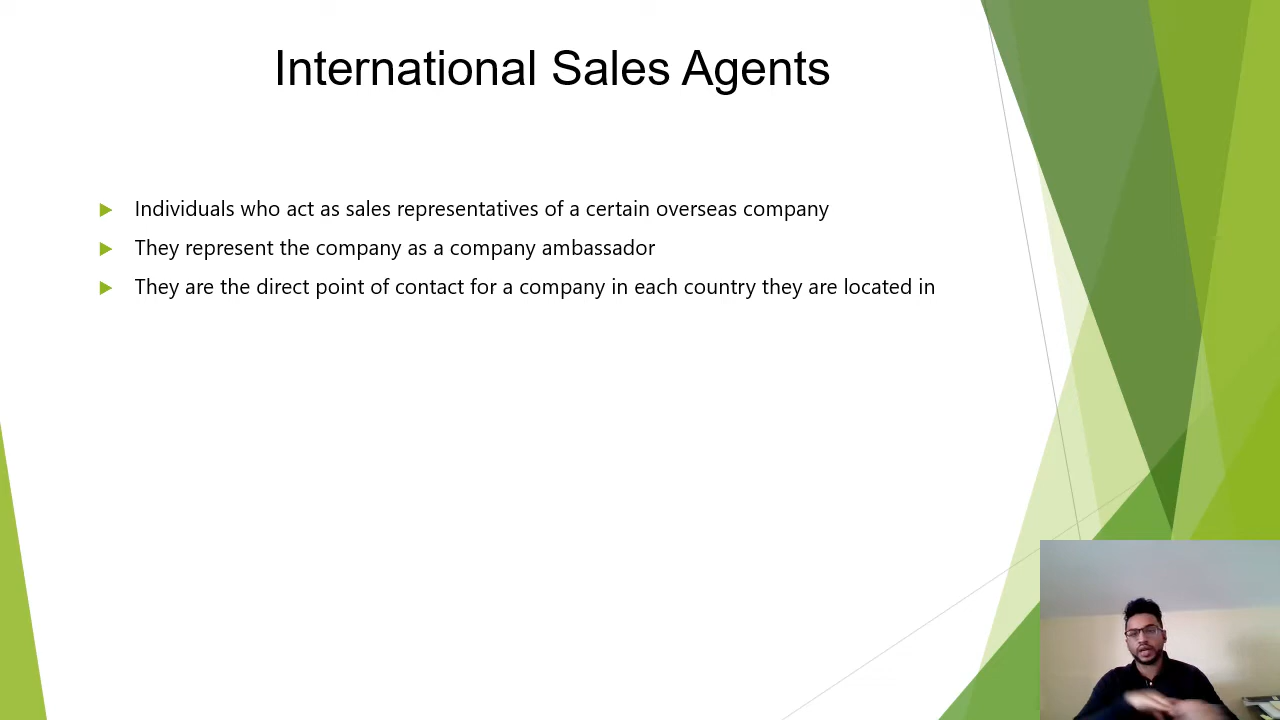 International Sales Agents
Individuals who act as sales representatives of a certain overseas company
They represent the company as a company ambassador
They are the direct point of contact for a company in each country they are located in